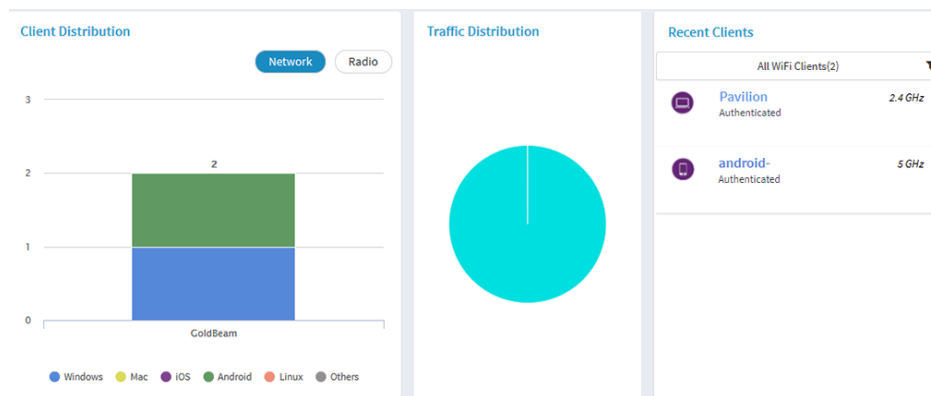 Client Distribution
Network Radio
3
2
2
1
0
GoldBeam
Windows Mac iOS Android Linux Others
Traffic Distribution
Recent Clients
All WiFi Clients(2)
Pavilion 2.4 GHz
Authenticated
android- 5 GHz
Authenticated